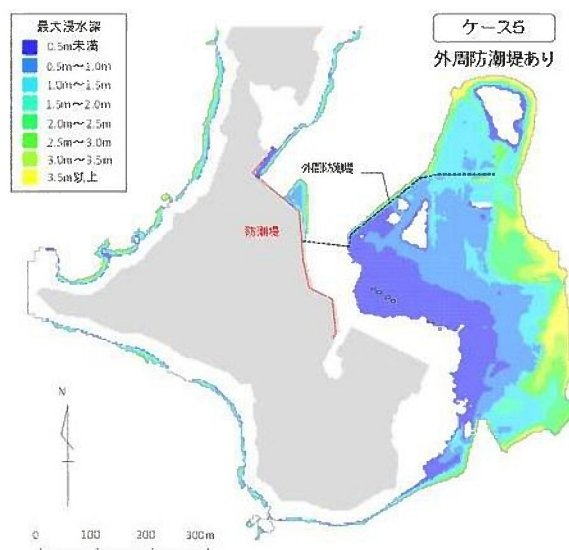 最大浸水深
0.5m未満
0.5m～1.0m
1.0m～1.5m
1.5m～2.0m
2.0m～2.5m
2.5m～3.0m
3.0m～3.5m
3.5m以上
ケース5
外周防潮堤あり
外周防潮堤
防潮堤
N
0 100 200 300m